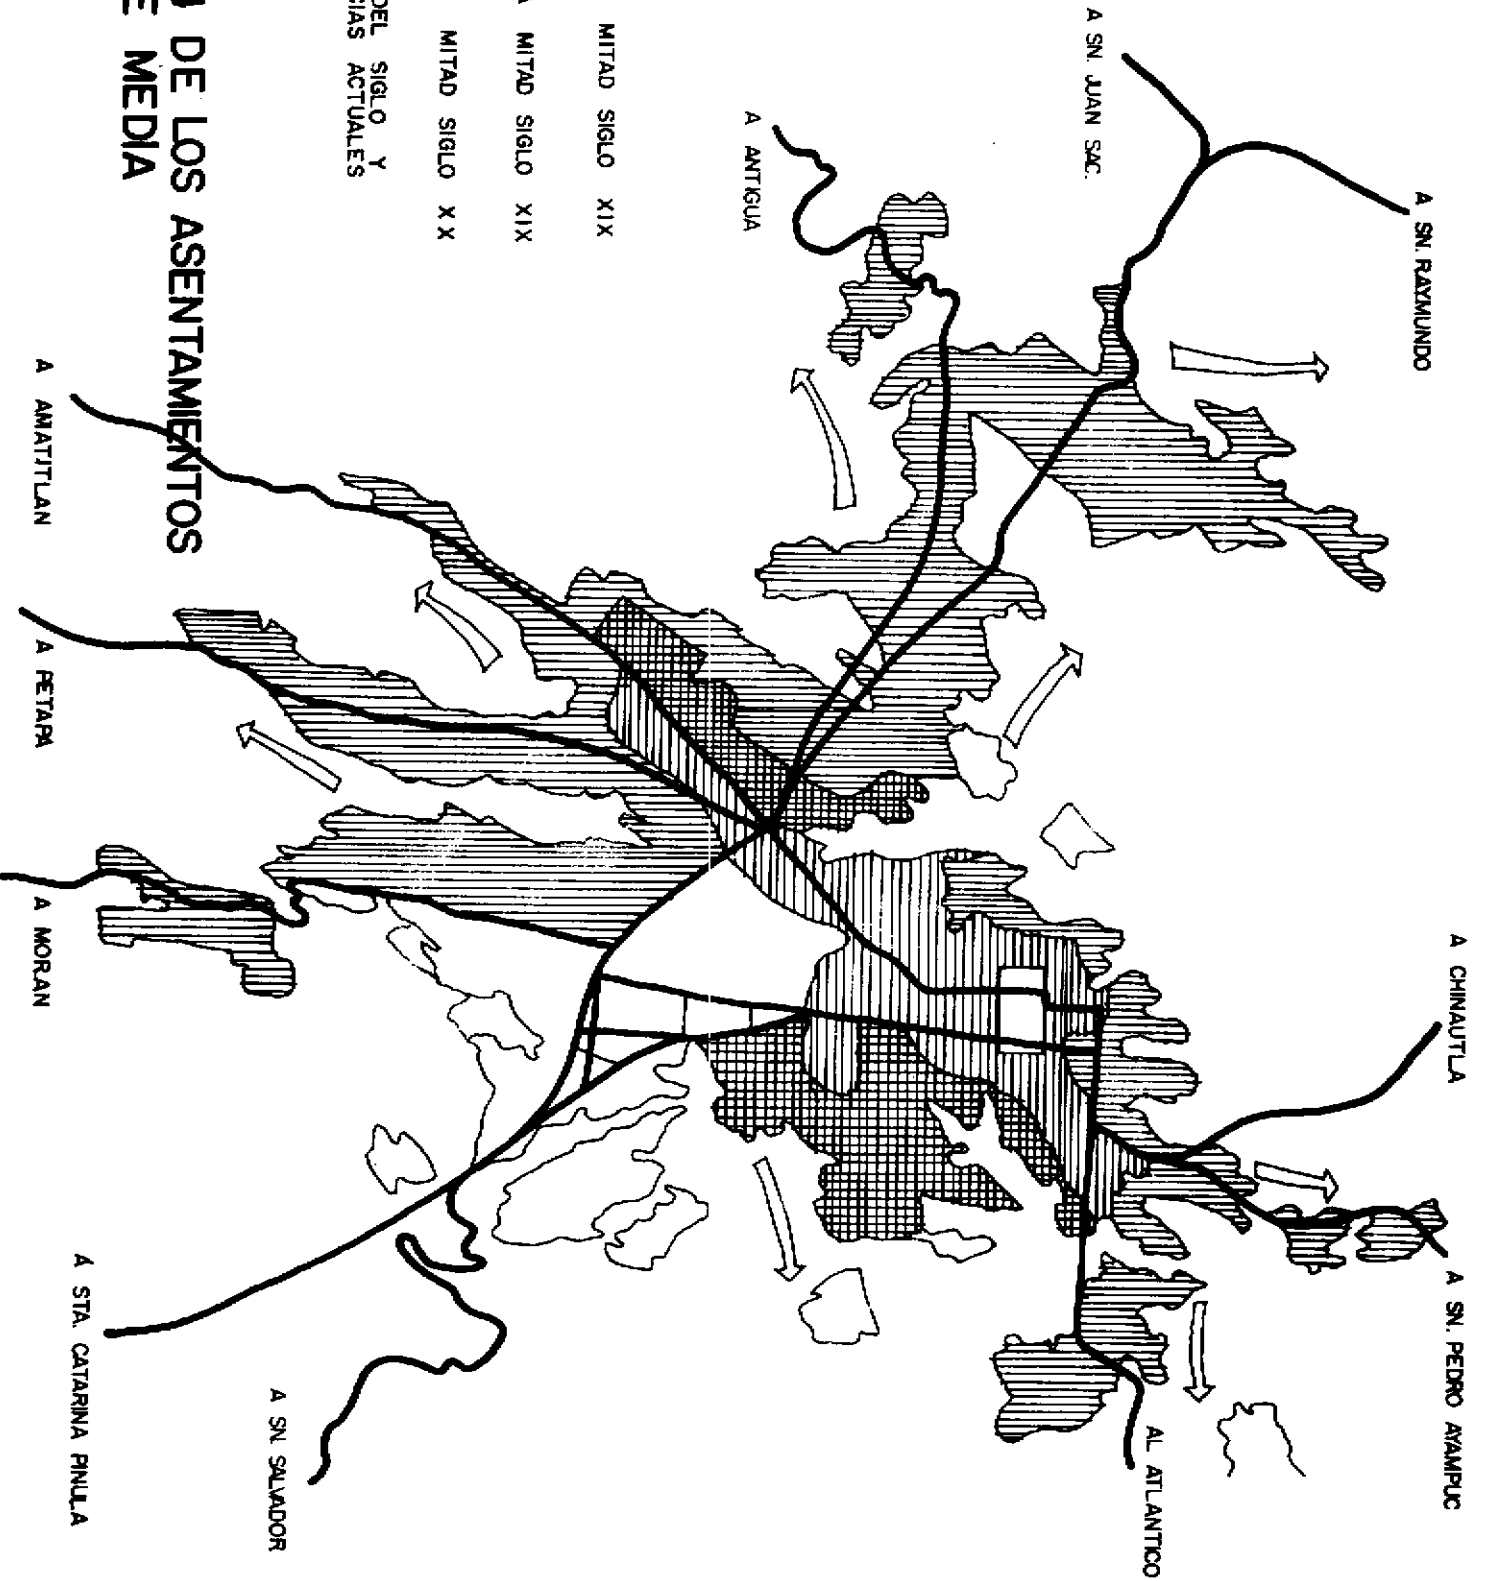 A SN. RAYMUNDO
A SN. JUAN SAC.
A ANTIGUA
A CHINAUTLA
A SN. PEDRO AYAMPUC
AL ATLANTICO
MITAD SIGLO XIX
A MITAD SIGLO XIX
MITAD SIGLO XX
DEL SIGLO Y
CIAS ACTUALES
DE LOS ASENTAMIENTOS
E MEDIA
A AMATITLAN
A PETAPA
A MORAN
A STA. CATARINA PINULA
A SN. SALVADOR